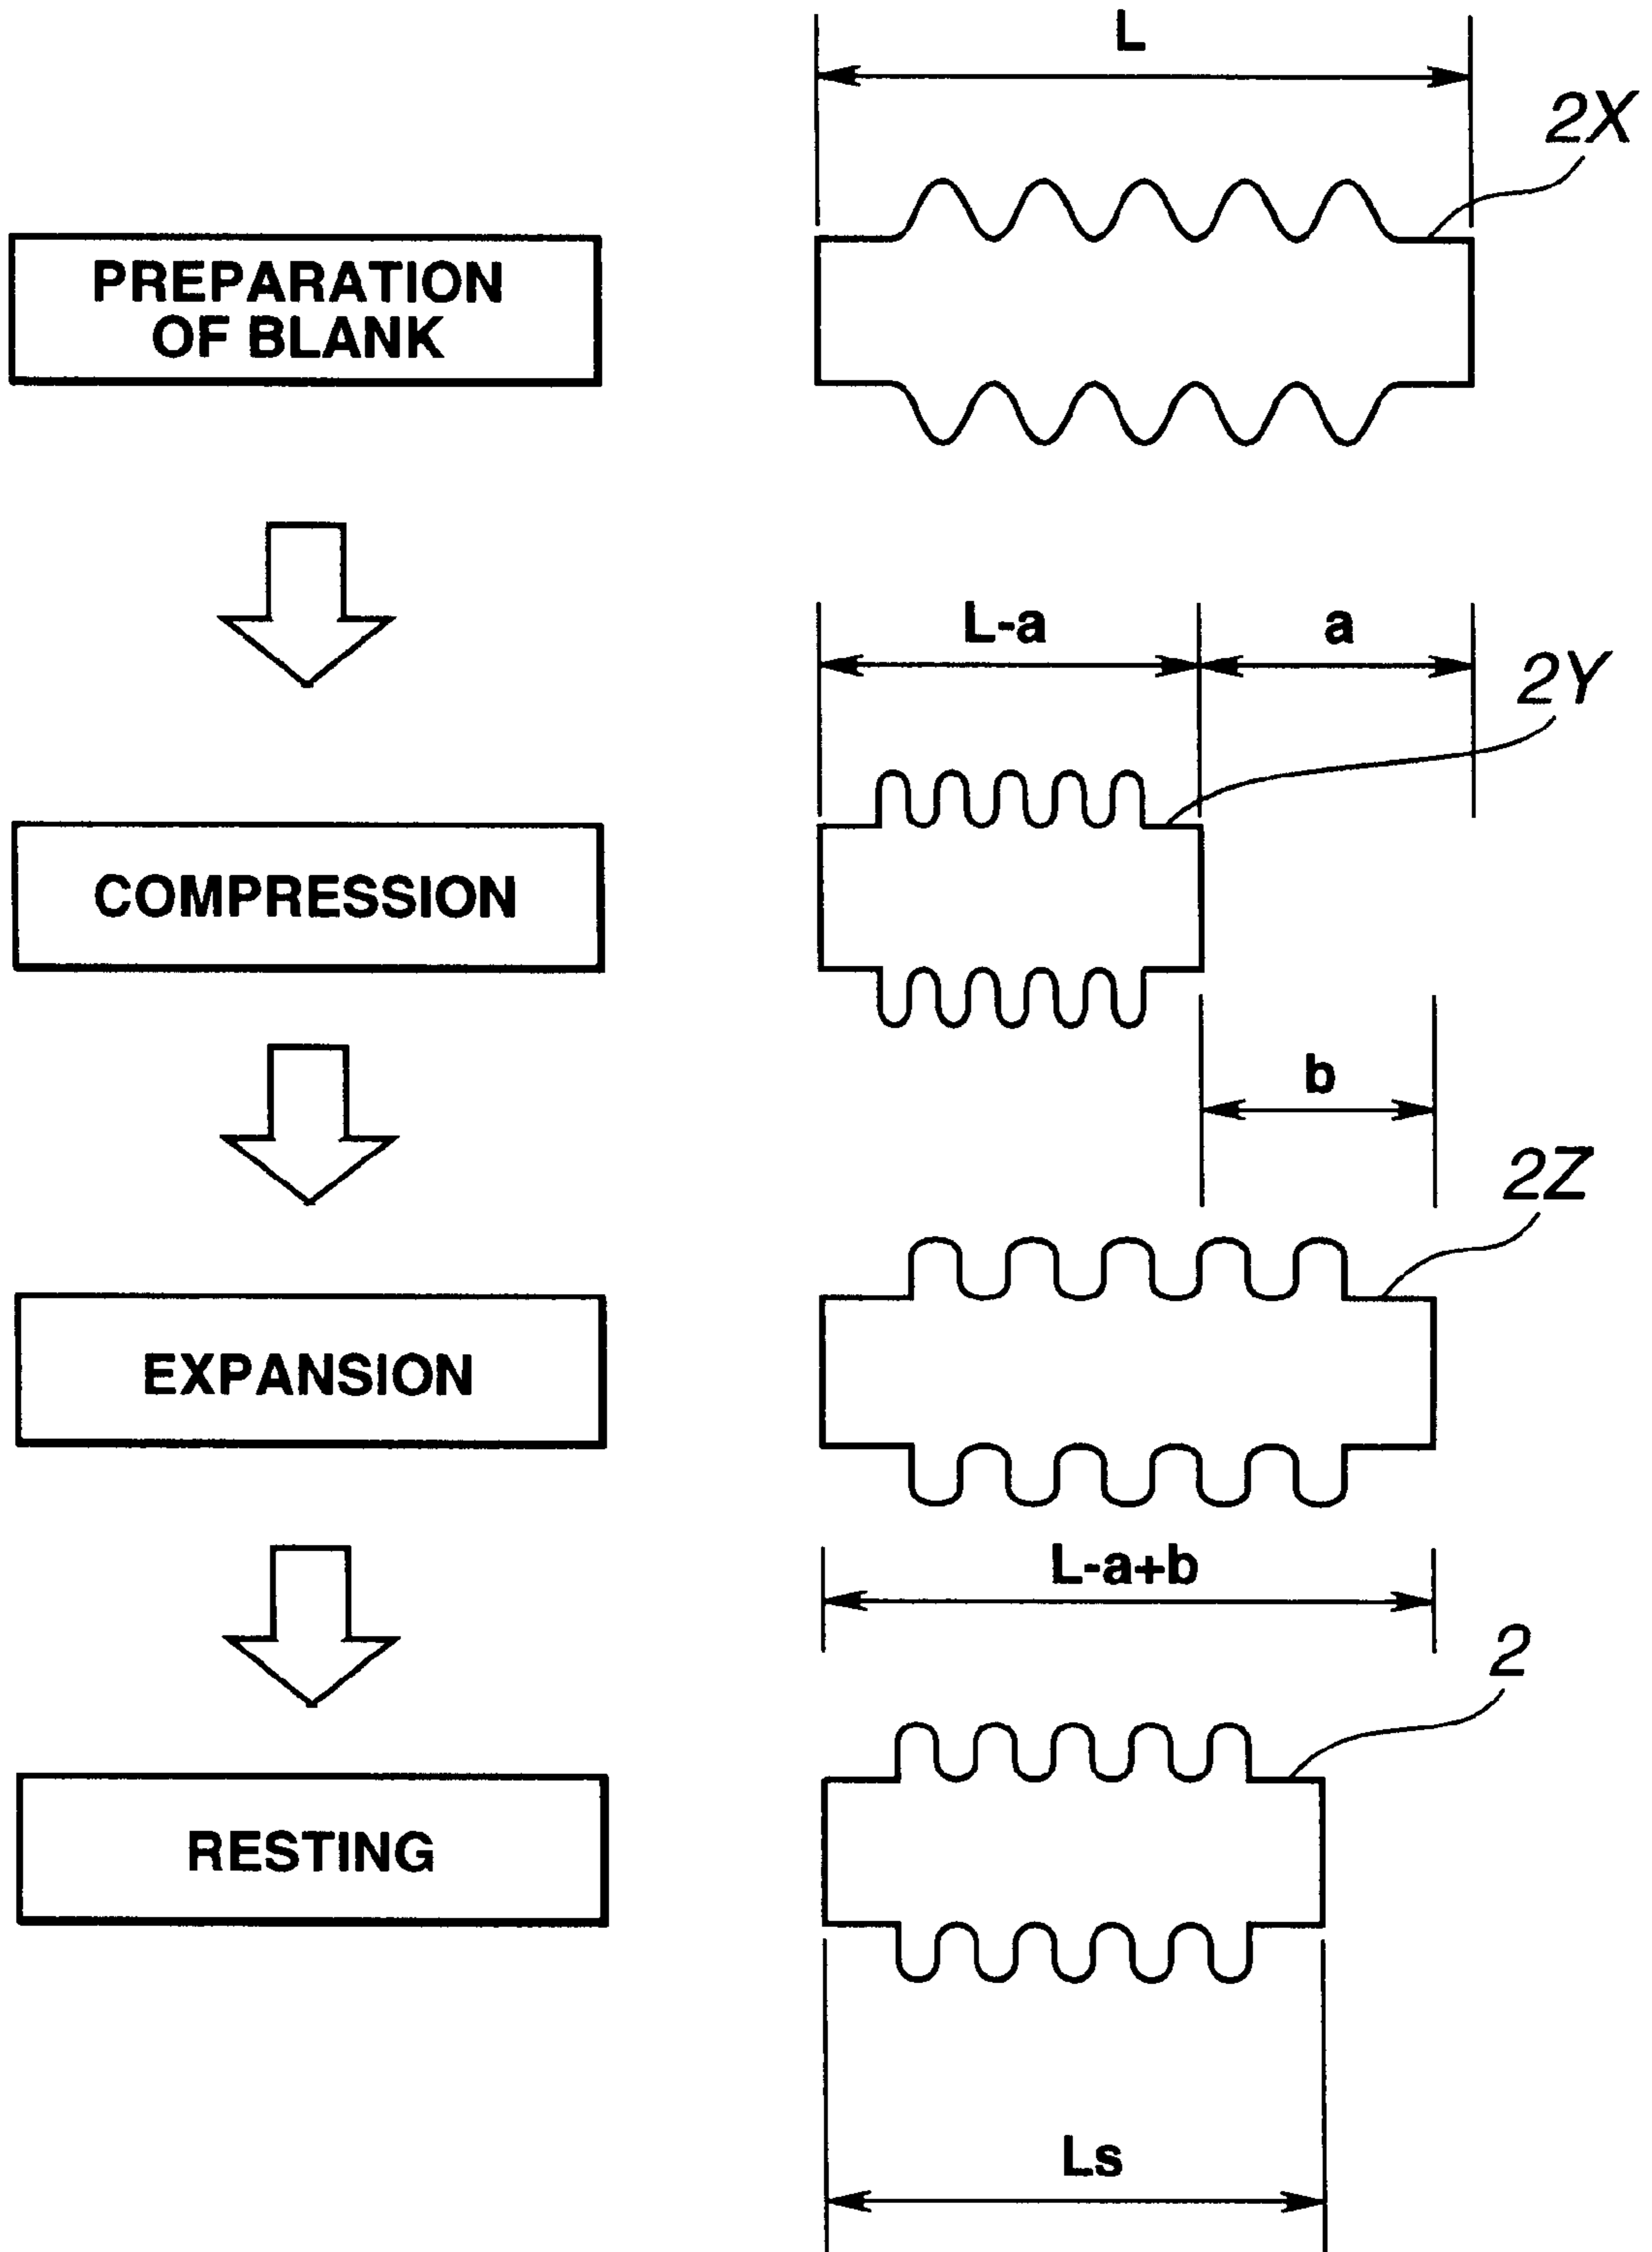 L
2X
PREPARATION
OF BLANK
L-a
a
2Y
COMPRESSION
b
2Z
EXPANSION
L-a+b
2
RESTING
Ls